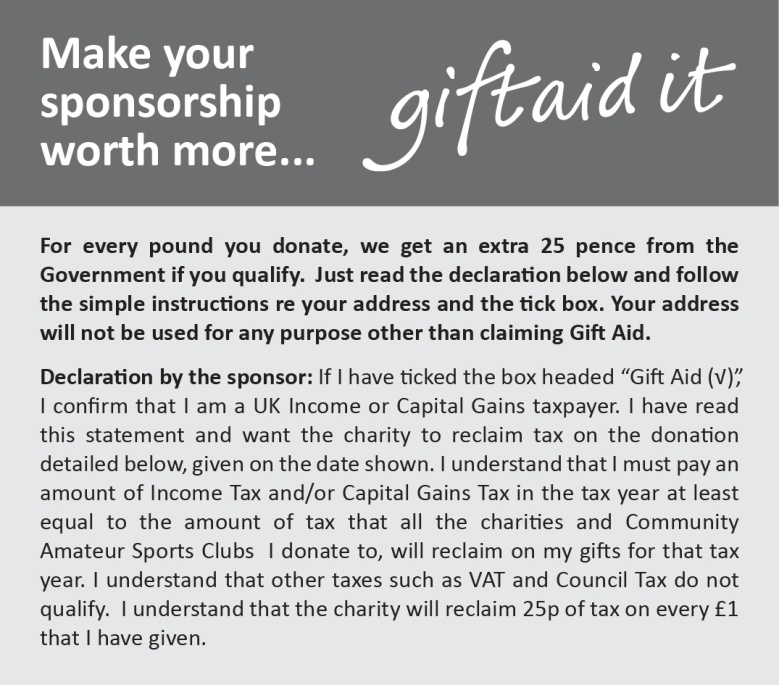 Make your
sponsorship
worth more...
giftaid it
For every pound you donate, we get an extra 25 pence from the
Government if you qualify.  Just read the declaration below and follow
the simple instructions re your address and the tick box. Your address
will not be used for any purpose other than claiming Gift Aid.
Declaration by the sponsor: If I have ticked the box headed “Gift Aid (√)”,
I confirm that I am a UK Income or Capital Gains taxpayer. I have read
this statement and want the charity to reclaim tax on the donation
detailed below, given on the date shown. I understand that I must pay an
amount of Income Tax and/or Capital Gains Tax in the tax year at least
equal to the amount of tax that all the charities and Community
Amateur Sports Clubs  I donate to, will reclaim on my gifts for that tax
year. I understand that other taxes such as VAT and Council Tax do not
qualify.  I understand that the charity will reclaim 25p of tax on every £1
that I have given.